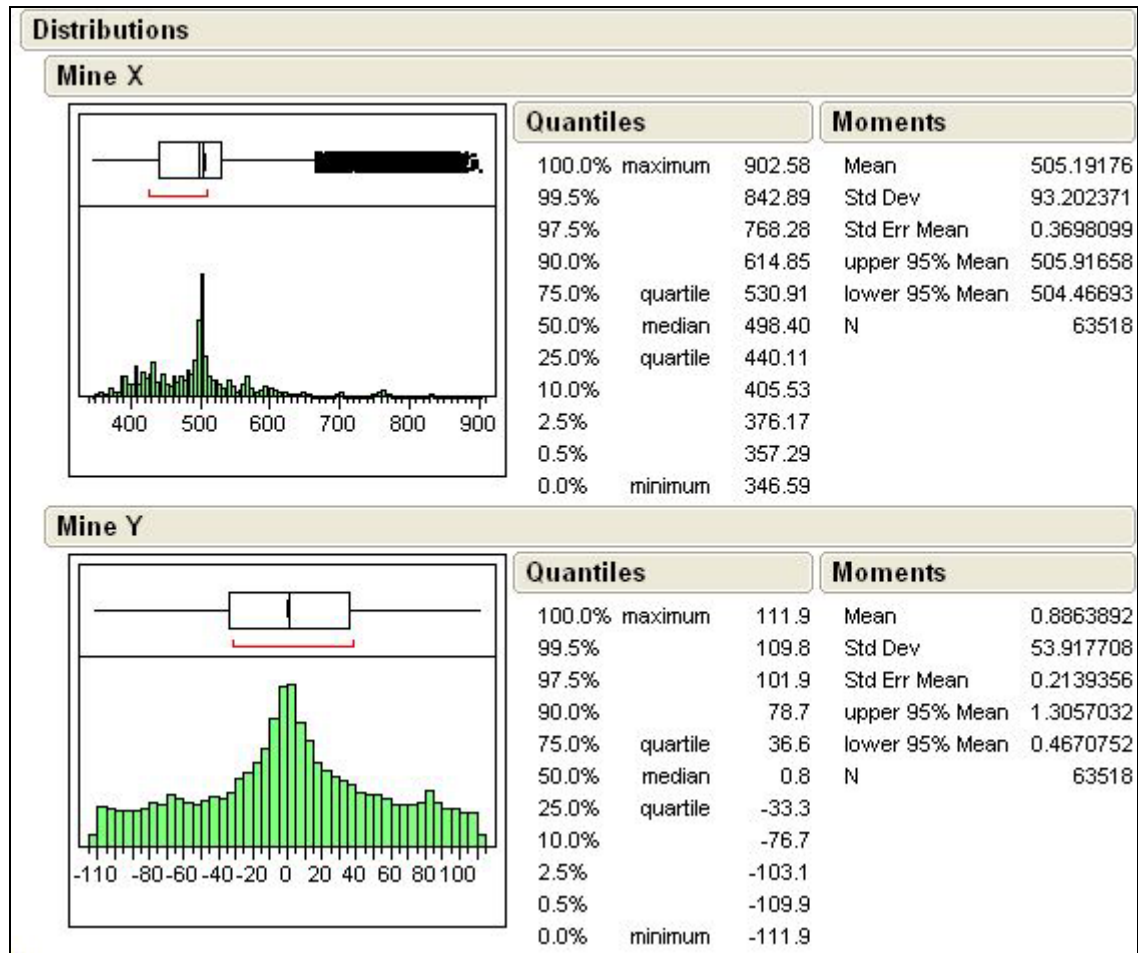 Distributions
Mine X
Quantiles
100.0% maximum 902.58
99.5% 842.89
97.5% 768.28
90.0% 614.85
75.0% quartile 530.91
50.0% median 498.40
25.0% quartile 440.11
10.0% 405.53
2.5% 376.17
0.5% 357.29
0.0% minimum 346.59
Moments
Mean 505.19176
Std Dev 93.202371
Std Err Mean 0.3698099
upper 95% Mean 505.91658
lower 95% Mean 504.46693
N 63518
400 500 600 700 800 900
Mine Y
Quantiles
100.0% maximum 111.9
99.5% 109.8
97.5% 101.9
90.0% 78.7
75.0% quartile 36.6
50.0% median 0.8
25.0% quartile -33.3
10.0% -76.7
2.5% -103.1
0.5% -109.9
0.0% minimum -111.9
Moments
Mean 0.8863892
Std Dev 53.917708
Std Err Mean 0.2139356
upper 95% Mean 1.3057032
lower 95% Mean 0.4670752
N 63518
-110 -80 -60 -40 -20 0 20 40 60 80 100